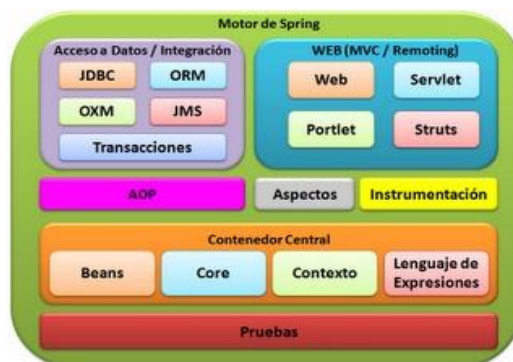 Motor de Spring
Acceso a Datos / Integración
JDBC
ORM
OXM
JMS
Transacciones
WEB (MVC / Remoting)
Web
Servlet
Portlet
Struts
AOP
Aspectos
Instrumentación
Contenedor Central
Beans
Core
Contexto
Lenguaje de
Expresiones
Pruebas